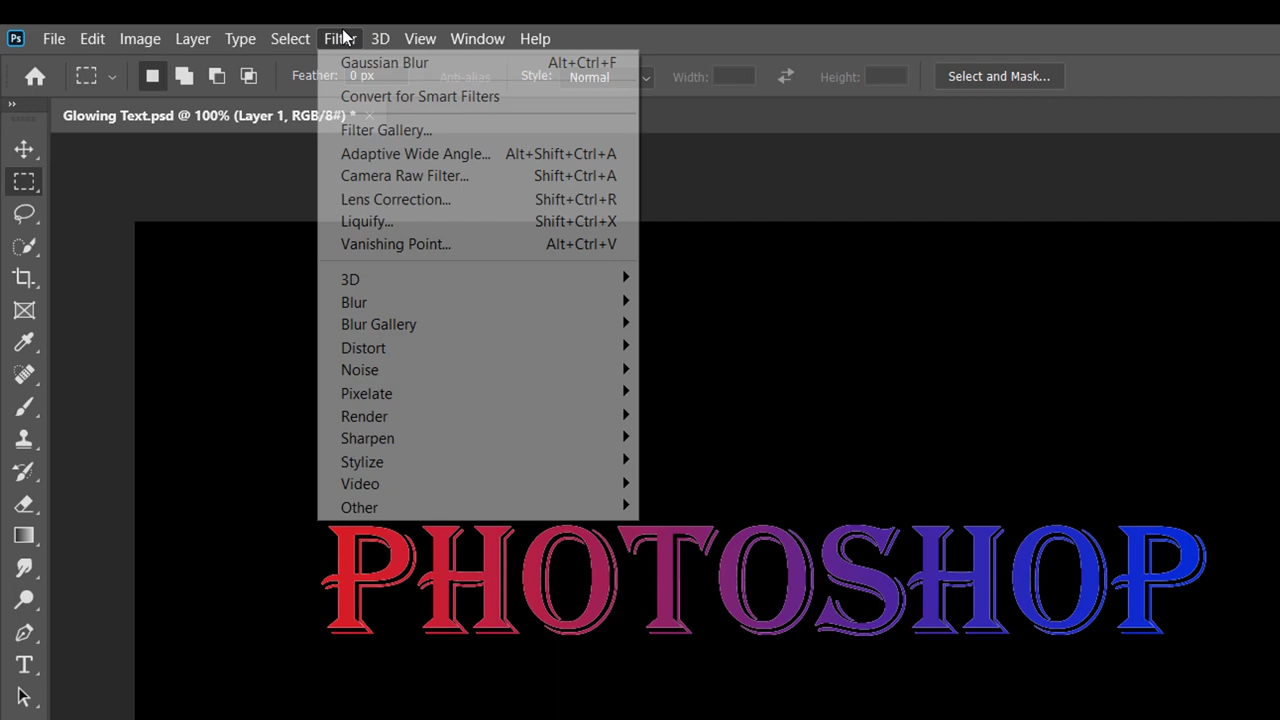 Ps File Edit Image Layer Type Select Filter 3D View Window Help
Feather: 0 px Anti-alias Style: Normal Width: Height: Select and Mask...
Glowing Text.psd @ 100% (Layer 1, RGB/8#) *
Gaussian Blur Alt+Ctrl+F
Convert for Smart Filters
Filter Gallery...
Adaptive Wide Angle... Alt+Shift+Ctrl+A
Camera Raw Filter... Shift+Ctrl+A
Lens Correction... Shift+Ctrl+R
Liquify... Shift+Ctrl+X
Vanishing Point... Alt+Ctrl+V
3D
Blur
Blur Gallery
Distort
Noise
Pixelate
Render
Sharpen
Stylize
Video
Other
PHOTOSHOP
T